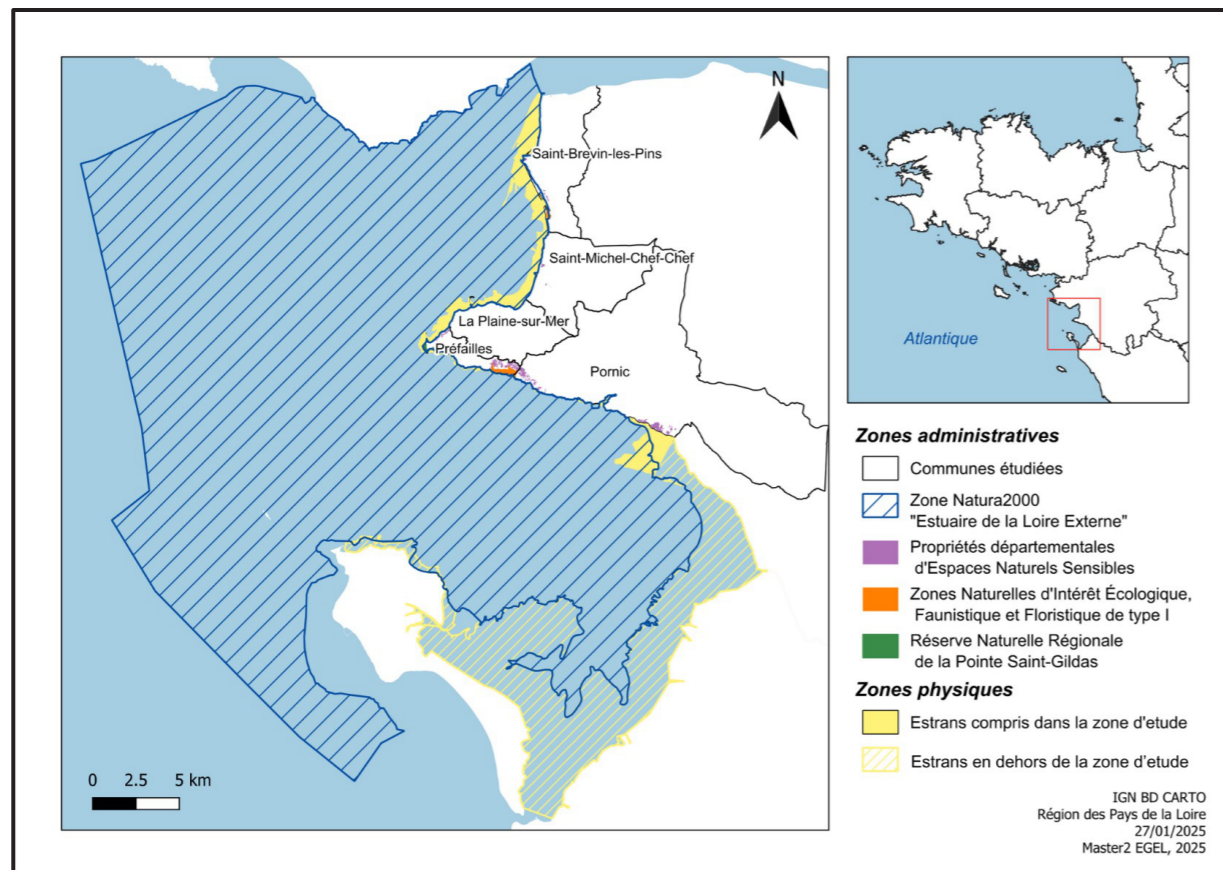 N
Saint-Brevin-les-Pins
Saint-Michel-Chef-Chef
La Plaine-sur-Mer
Préfailles
Pornic
0 2.5 5 km
Atlantique
Zones administratives
Communes étudiées
Zone Natura2000
"Estuaire de la Loire Externe"
Propriétés départementales
d'Espaces Naturels Sensibles
Zones Naturelles d'Intérêt Écologique,
Faunistique et Floristique de type I
Réserve Naturelle Régionale
de la Pointe Saint-Gildas
Zones physiques
Estrans compris dans la zone d'etude
Estrans en dehors de la zone d'etude
IGN BD CARTO
Région des Pays de la Loire
27/01/2025
Master2 EGEL, 2025